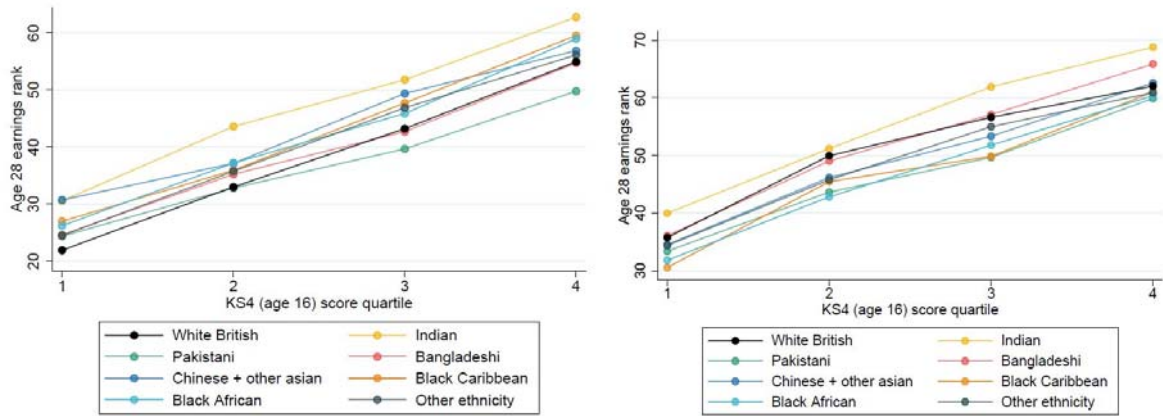 Age 28 earnings rank
60
50
40
30
20
1 2 3 4
KS4 (age 16) score quartile
White British Indian
Pakistani Bangladeshi
Chinese + other asian Black Caribbean
Black African Other ethnicity
Age 28 earnings rank
70
60
50
40
30
1 2 3 4
KS4 (age 16) score quartile
White British Indian
Pakistani Bangladeshi
Chinese + other asian Black Caribbean
Black African Other ethnicity